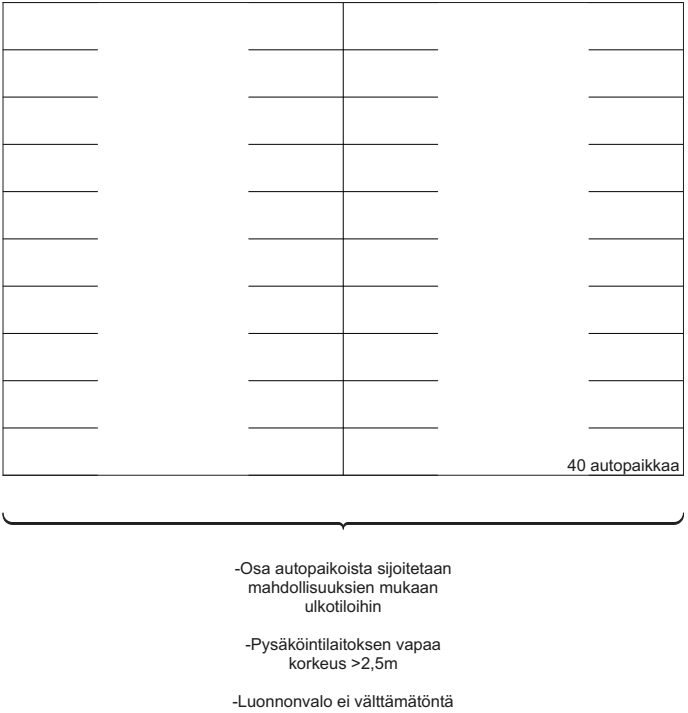 40 autopaikkaa
-Osa autopaikoista sijoitetaan
mahdollisuuksien mukaan
ulkotiloihin
-Pysäköintilaitoksen vapaa
korkeus >2,5m
-Luonnonvalo ei välttämätöntä